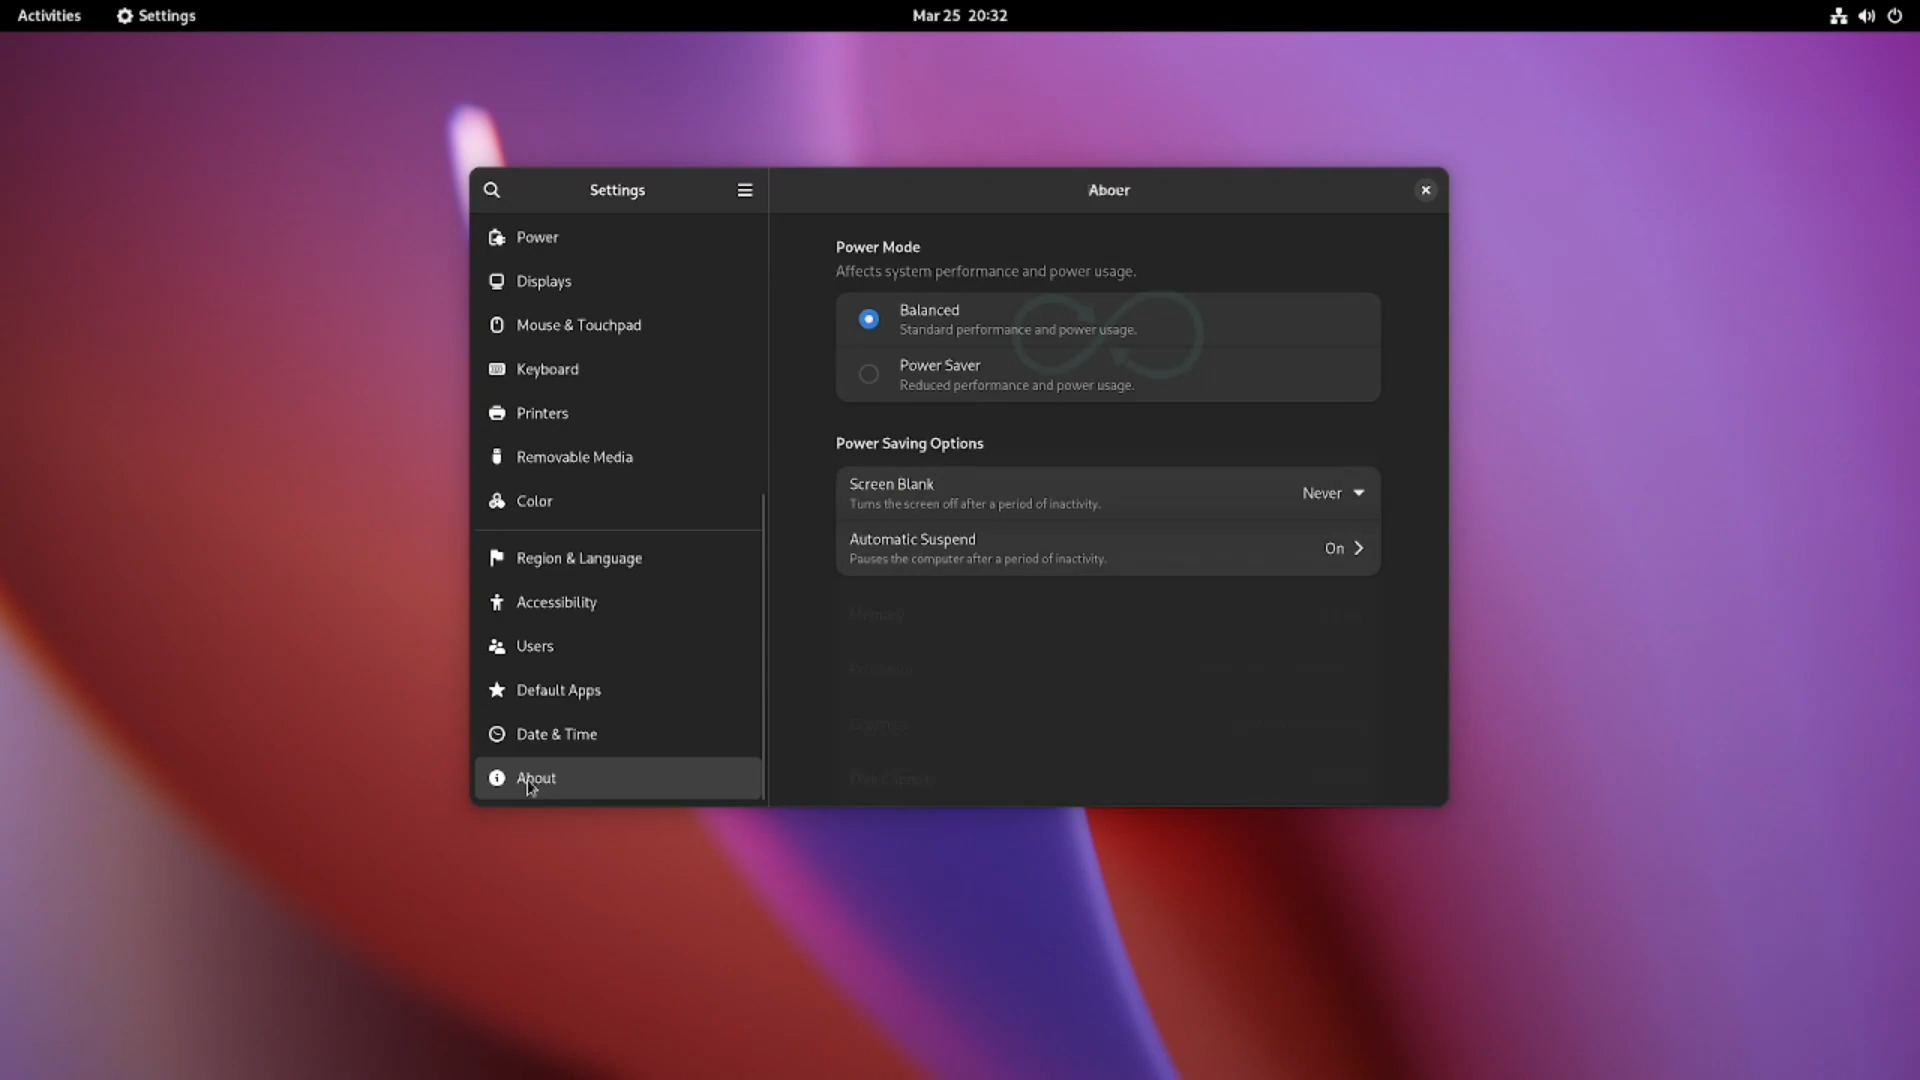 Activities Settings Mar 25 20:32
Settings
Power
Displays
Mouse & Touchpad
Keyboard
Printers
Removable Media
Color
Region & Language
Accessibility
Users
Default Apps
Date & Time
About
Power Mode
Affects system performance and power usage.
Balanced
Standard performance and power usage.
Power Saver
Reduced performance and power usage.
Power Saving Options
Screen Blank
Turns the screen off after a period of inactivity.
Never
Automatic Suspend
Pauses the computer after a period of inactivity.
On
Memory